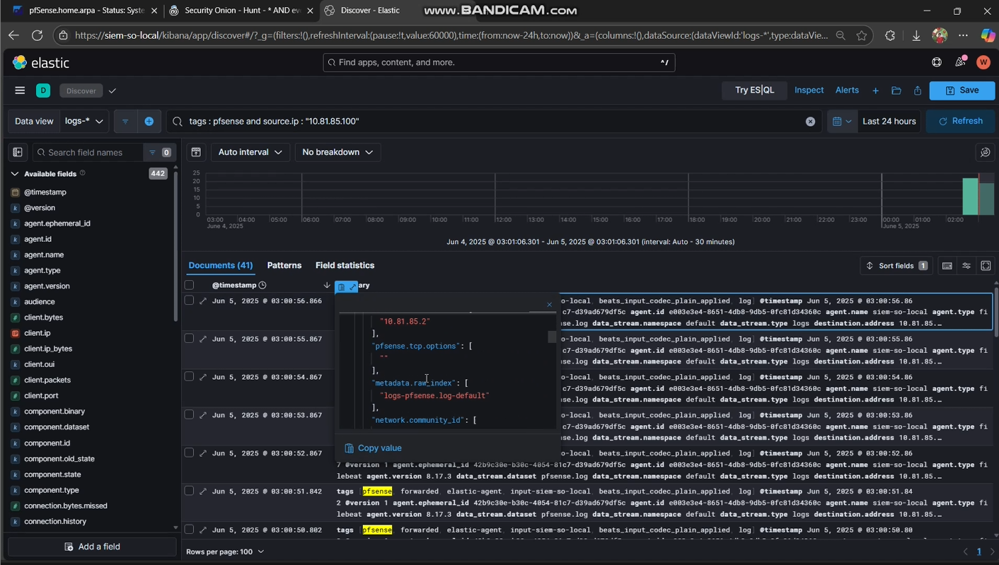 pfSense.home.arpa - Status: Syste
Security Onion - Hunt - * AND ev
Discover - Elastic
www.BANDICAM.com
https://siem-so-local/kibana/app/discover#/?_g=(filters:!(),refreshInterval:(pause:!t,value:60000),time:(from:now-24h,to:now))&_a=(columns:!(),dataSource:(dataViewId:'logs-*',type:dataVie...
elastic
Find apps, content, and more.
^/
W
D
Discover
Try ES|QL
Inspect
Alerts
Save
Data view
logs-*
tags : pfsense and source.ip : "10.81.85.100"
Last 24 hours
Refresh
Search field names
0
Auto interval
No breakdown
Available fields
442
@timestamp
@version
agent.ephemeral_id
agent.id
agent.name
agent.type
agent.version
audience
client.bytes
client.ip
client.ip_bytes
client.oui
client.packets
client.port
component.binary
component.dataset
component.id
component.old_state
component.state
component.type
connection.bytes.missed
connection.history
Add a field
25
20
15
10
5
0
03:00 04:00 05:00 06:00 07:00 08:00 09:00 10:00 11:00 12:00 13:00 14:00 15:00 16:00 17:00 18:00 19:00 20:00 21:00 22:00 23:00 00:00 01:00 02:00
June 4, 2025
June 5, 2025
Jun 4, 2025 @ 03:01:06.301 - Jun 5, 2025 @ 03:01:06.301 (interval: Auto - 30 minutes)
Documents (41)
Patterns
Field statistics
Sort fields
1
@timestamp
ary
Jun 5, 2025 @ 03:00:56.866
o-local beats_input_codec_plain_applied log @timestamp Jun 5, 2025 @ 03:00:56.86
c7-d39ad679df5c agent.id e003e3e4-8651-4db8-9db5-0fc81d34360c agent.name siem-so-local agent.type fi
nse.log data_stream.namespace default data_stream.type logs destination.address 10.81.85...
Jun 5, 2025 @ 03:00:55.867
o-local beats_input_codec_plain_applied log @timestamp Jun 5, 2025 @ 03:00:55.86
c7-d39ad679df5c agent.id e003e3e4-8651-4db8-9db5-0fc81d34360c agent.name siem-so-local agent.type fi
nse.log data_stream.namespace default data_stream.type logs destination.address 10.81.85...
Jun 5, 2025 @ 03:00:54.867
o-local beats_input_codec_plain_applied log @timestamp Jun 5, 2025 @ 03:00:54.86
c7-d39ad679df5c agent.id e003e3e4-8651-4db8-9db5-0fc81d34360c agent.name siem-so-local agent.type fi
nse.log data_stream.namespace default data_stream.type logs destination.address 10.81.85...
Jun 5, 2025 @ 03:00:53.867
o-local beats_input_codec_plain_applied log @timestamp Jun 5, 2025 @ 03:00:53.86
c7-d39ad679df5c agent.id e003e3e4-8651-4db8-9db5-0fc81d34360c agent.name siem-so-local agent.type fi
nse.log data_stream.namespace default data_stream.type logs destination.address 10.81.85...
"10.81.85.2"
],
"pfsense.tcp.options": [
""
],
"metadata.raw_index": [
"logs-pfsense.log-default"
],
"network.community_id": [
Copy value
Jun 5, 2025 @ 03:00:52.867
o-local beats_input_codec_plain_applied log @timestamp Jun 5, 2025 @ 03:00:52.86
7 @version 1 agent.ephemeral_id 42b9c30e-b30c-4054-81c7-d39ad679df5c agent.id e003e3e4-8651-4db8-9db5-0fc81d34360c agent.name siem-so-local agent.type fi
lebeat agent.version 8.17.3 data_stream.dataset pfsense.log data_stream.namespace default data_stream.type logs destination.address 10.81.85...
Jun 5, 2025 @ 03:00:51.842
tags pfsense forwarded elastic-agent input-siem-so-local beats_input_codec_plain_applied log @timestamp Jun 5, 2025 @ 03:00:51.84
2 @version 1 agent.ephemeral_id 42b9c30e-b30c-4054-81c7-d39ad679df5c agent.id e003e3e4-8651-4db8-9db5-0fc81d34360c agent.name siem-so-local agent.type fi
lebeat agent.version 8.17.3 data_stream.dataset pfsense.log data_stream.namespace default data_stream.type logs destination.address 10.81.85...
Jun 5, 2025 @ 03:00:50.802
tags pfsense forwarded elastic-agent input-siem-so-local beats_input_codec_plain_applied log @timestamp Jun 5, 2025 @ 03:00:50.80
Rows per page: 100
1